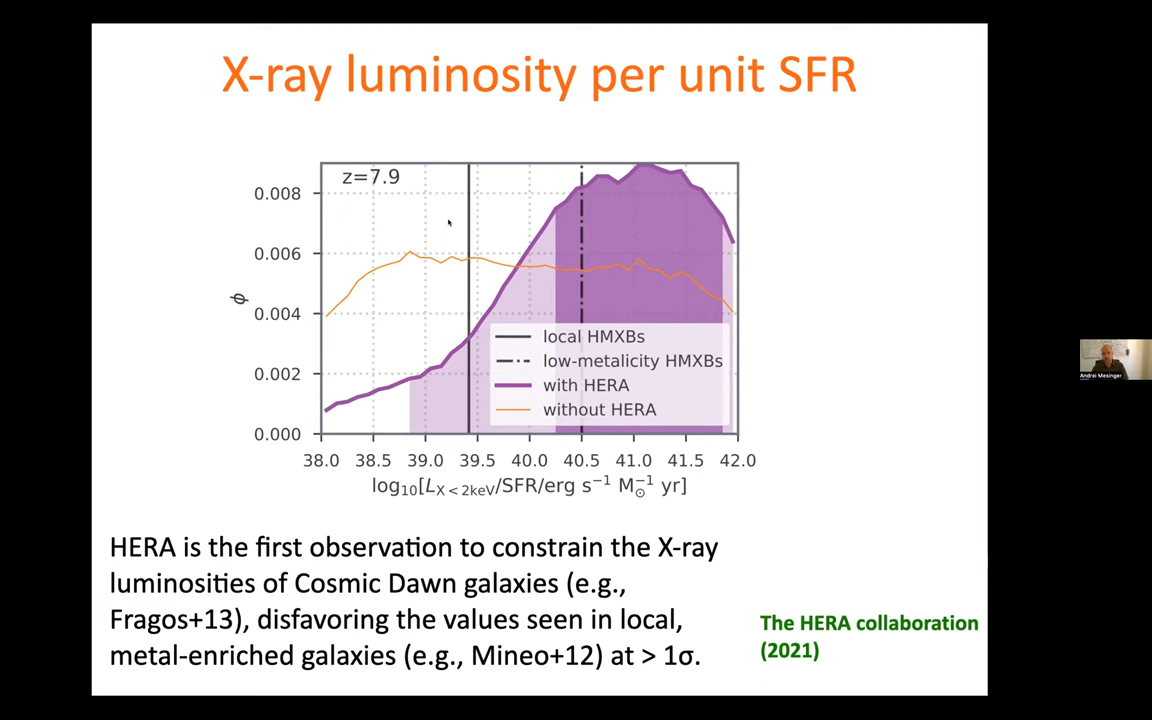 X-ray luminosity per unit SFR
z=7.9
0.008
0.006
0.004
0.002
0.000
ϕ
local HMXBs
low-metalicity HMXBs
with HERA
without HERA
38.0 38.5 39.0 39.5 40.0 40.5 41.0 41.5 42.0
log₁₀[L_X<2keV/SFR/erg s⁻¹ M⊙⁻¹ yr]
HERA is the first observation to constrain the X-ray
luminosities of Cosmic Dawn galaxies (e.g.,
Fragos+13), disfavoring the values seen in local,
metal-enriched galaxies (e.g., Mineo+12) at > 1σ.
The HERA collaboration
(2021)
Andrei Mesinger